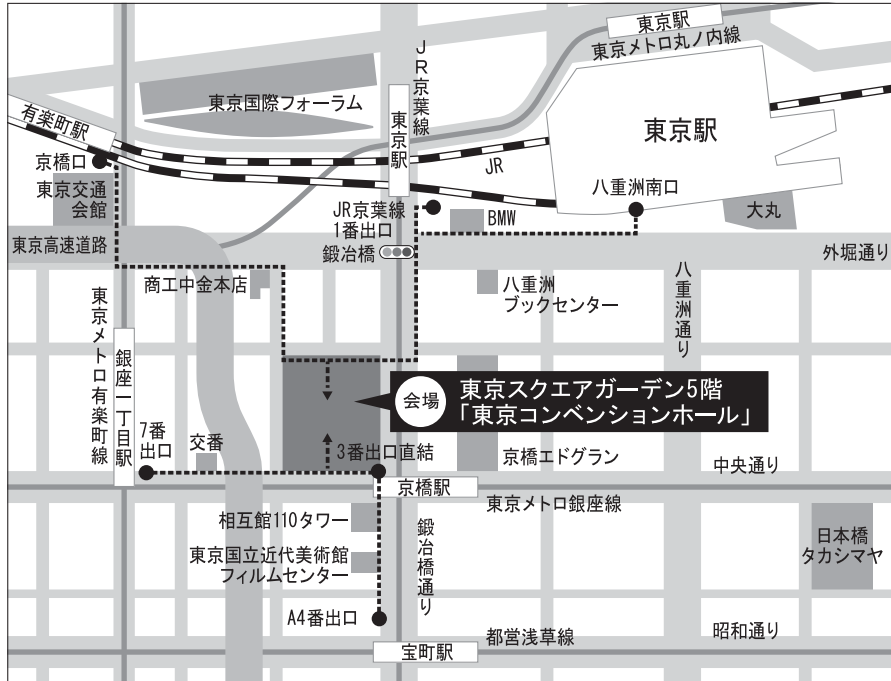 東京駅
東京メトロ丸ノ内線
JR京葉線
東京国際フォーラム
有楽町駅
東京駅
東京駅
京橋口
JR
八重洲南口
東京交通
会館
JR京葉線
1番出口
BMW
大丸
東京高速道路
鍛冶橋
外堀通り
商工中金本店
八重洲
ブックセンター
八重洲通り
東京メトロ有楽町線
銀座一丁目駅
会場
東京スクエアガーデン5階
「東京コンベンションホール」
7番
出口
交番
3番出口直結
京橋エドグラン
中央通り
京橋駅
東京メトロ銀座線
相互館110タワー
鍛冶橋通り
日本橋
タカシマヤ
東京国立近代美術館
フィルムセンター
A4番出口
都営浅草線
昭和通り
宝町駅